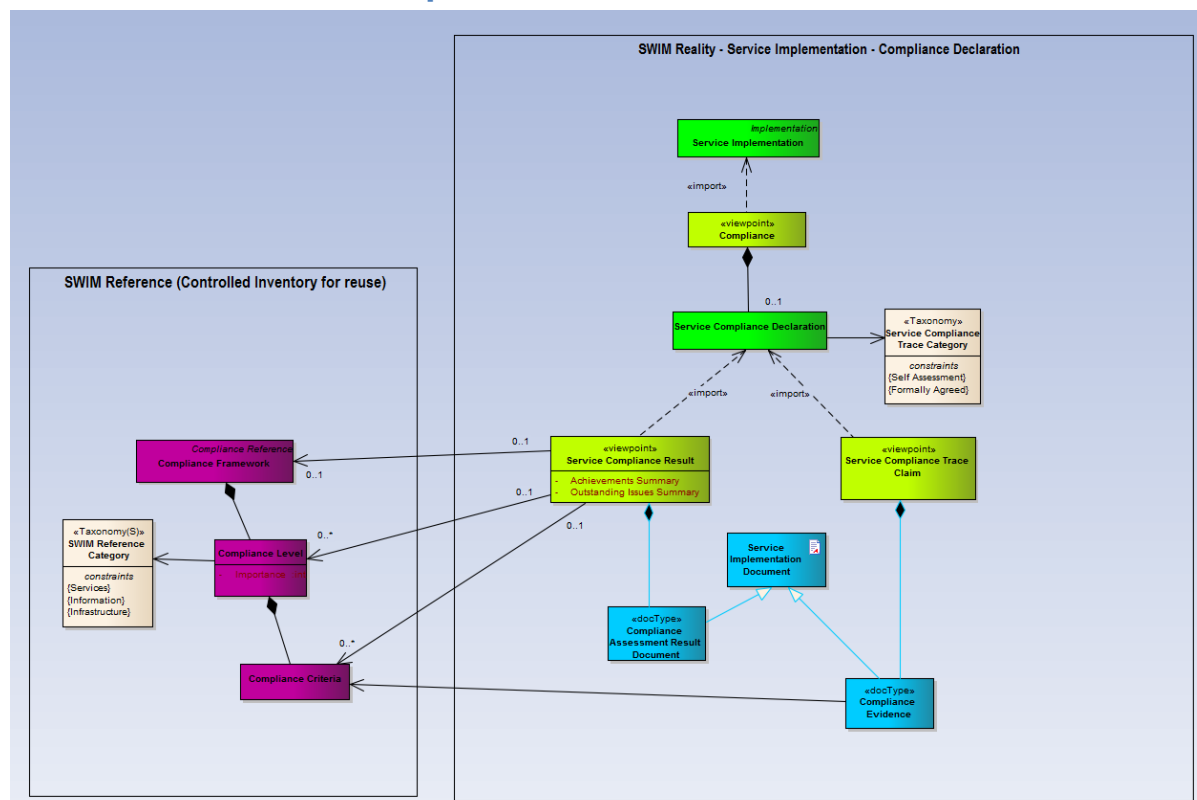 SWIM Reality - Service Implementation - Compliance Declaration
Implementation
Service Implementation
«import»
«viewpoint»
Compliance
0..1
Service Compliance Declaration
«Taxonomy»
Service Compliance
Trace Category
constraints
{Self Assessment}
{Formally Agreed}
«import»
«import»
SWIM Reference (Controlled Inventory for reuse)
Compliance Reference
Compliance Framework
0..1
0..1
«viewpoint»
Service Compliance Result
- Achievements Summary
- Outstanding Issues Summary
«viewpoint»
Service Compliance Trace
Claim
0..1
0..1
«Taxonomy(S)»
SWIM Reference
Category
constraints
{Services}
{Information}
{Infrastructure}
Compliance Level
- Importance
0..*
Service
Implementation
Document
«docType»
Compliance
Assessment Result
Document
0..*
Compliance Criteria
«docType»
Compliance
Evidence